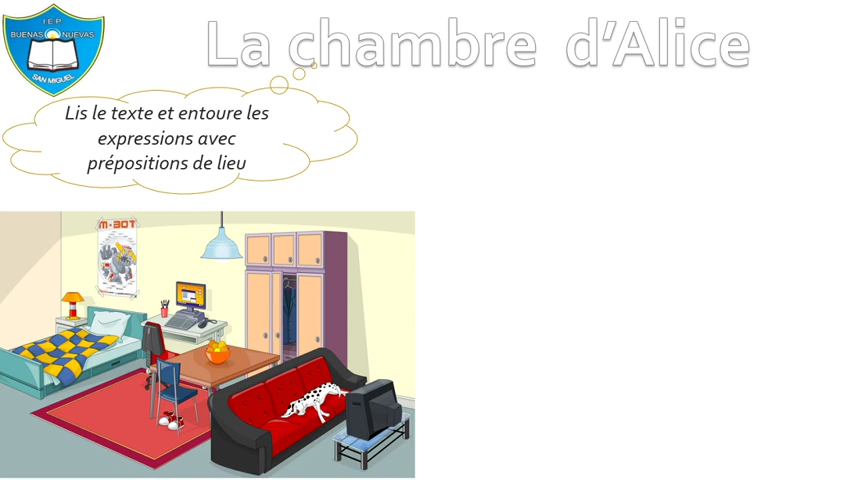 I.E.P
BUENAS NUEVAS
SAN MIGUEL
La chambre d'Alice
Lis le texte et entoure les
expressions avec
prépositions de lieu
M-BOT